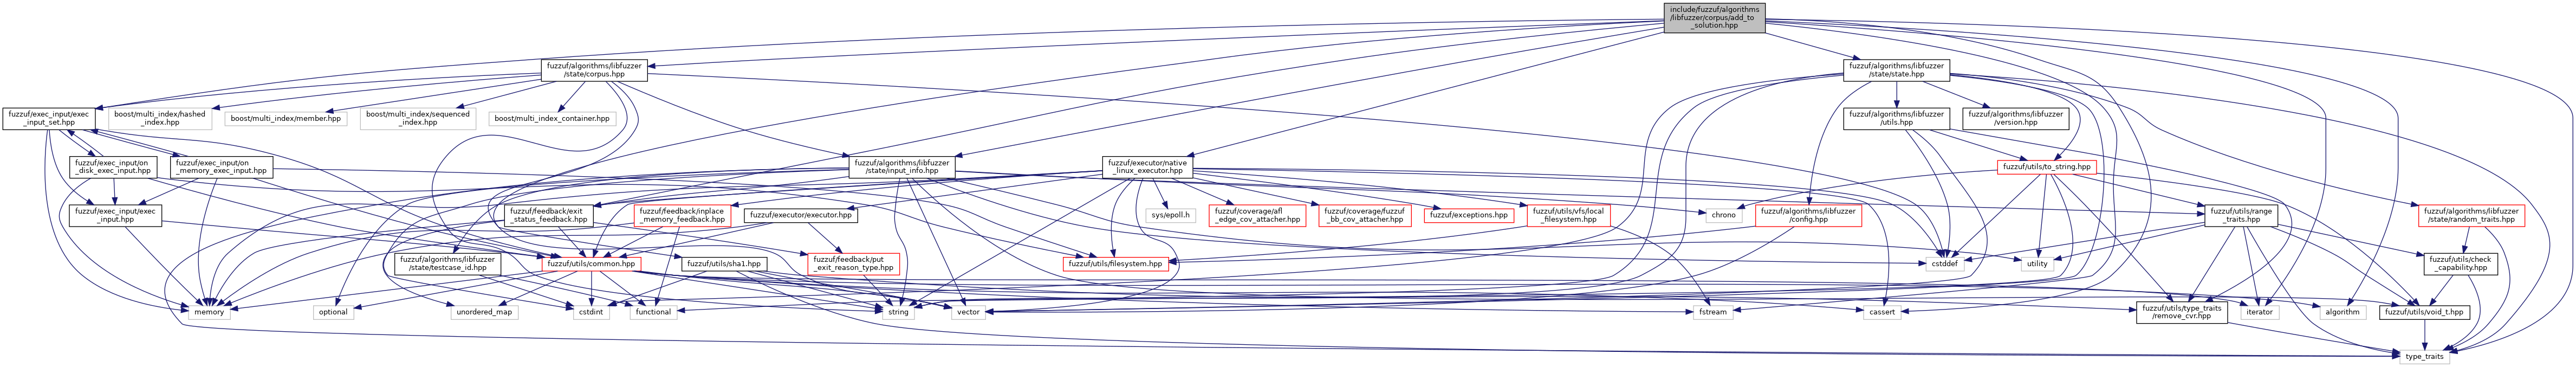 include/fuzzuf/algorithms
/libfuzzer/corpus/add_to
_solution.hpp
fuzzuf/algorithms/libfuzzer
/state/corpus.hpp
fuzzuf/algorithms/libfuzzer
/state/state.hpp
fuzzuf/exec_input/exec
_input_set.hpp
boost/multi_index/hashed
_index.hpp
boost/multi_index/member.hpp
boost/multi_index/sequenced
_index.hpp
boost/multi_index_container.hpp
fuzzuf/algorithms/libfuzzer
/utils.hpp
fuzzuf/algorithms/libfuzzer
/version.hpp
fuzzuf/exec_input/on
_disk_exec_input.hpp
fuzzuf/exec_input/on
_memory_exec_input.hpp
fuzzuf/algorithms/libfuzzer
/state/input_info.hpp
fuzzuf/executor/native
_linux_executor.hpp
fuzzuf/utils/to_string.hpp
fuzzuf/exec_input/exec
_input.hpp
fuzzuf/feedback/exit
_status_feedback.hpp
fuzzuf/feedback/inplace
_memory_feedback.hpp
fuzzuf/executor/executor.hpp
sys/epoll.h
fuzzuf/coverage/afl
_edge_cov_attacher.hpp
fuzzuf/coverage/fuzzuf
_bb_cov_attacher.hpp
fuzzuf/exceptions.hpp
fuzzuf/utils/vfs/local
_filesystem.hpp
chrono
fuzzuf/algorithms/libfuzzer
/config.hpp
fuzzuf/utils/range
_traits.hpp
fuzzuf/algorithms/libfuzzer
/state/random_traits.hpp
fuzzuf/algorithms/libfuzzer
/state/testcase_id.hpp
fuzzuf/utils/common.hpp
fuzzuf/utils/sha1.hpp
fuzzuf/feedback/put
_exit_reason_type.hpp
fuzzuf/utils/filesystem.hpp
cstddef
utility
fuzzuf/utils/check
_capability.hpp
memory
optional
unordered_map
cstdint
functional
string
vector
fstream
cassert
fuzzuf/utils/type_traits
/remove_cvr.hpp
iterator
algorithm
fuzzuf/utils/void_t.hpp
type_traits